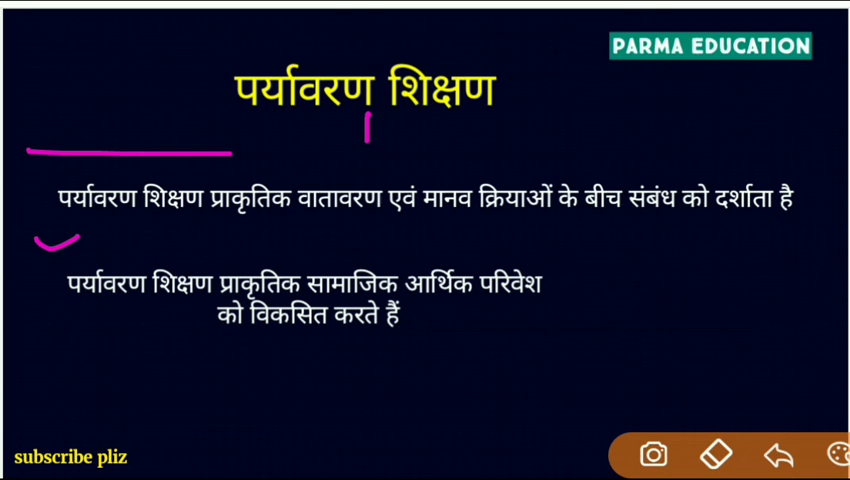 PARMA EDUCATION
पर्यावरण शिक्षण
पर्यावरण शिक्षण प्राकृतिक वातावरण एवं मानव क्रियाओं के बीच संबंध को दर्शाता है
पर्यावरण शिक्षण प्राकृतिक सामाजिक आर्थिक परिवेश
को विकसित करते हैं
subscribe pliz